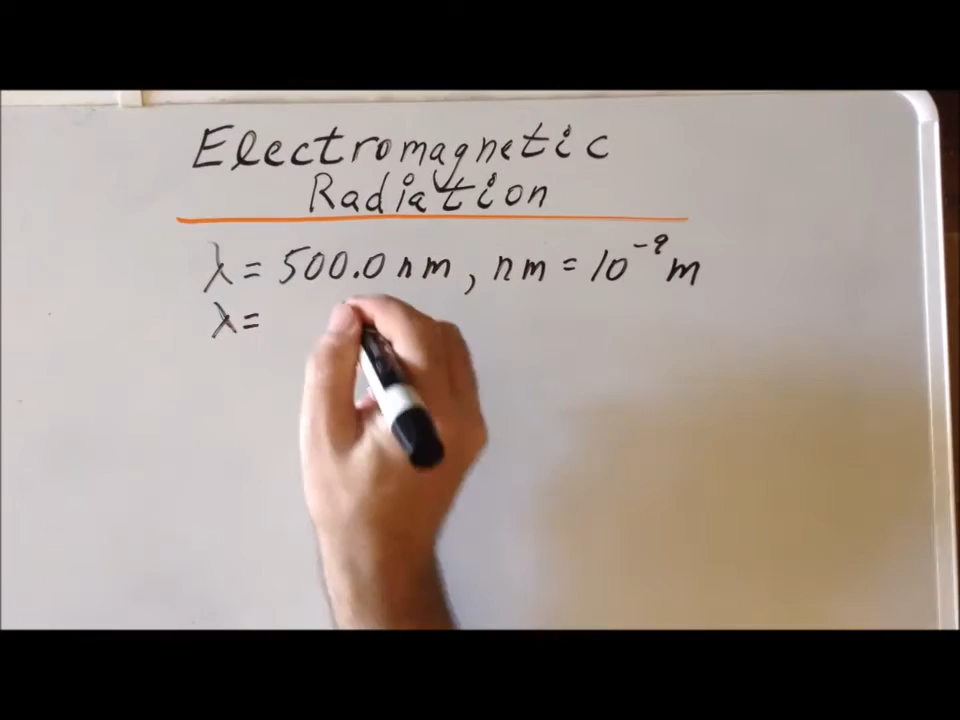 Electromagnetic
Radiation
λ = 500.0 nm, nm = 10⁻⁹ m
λ =